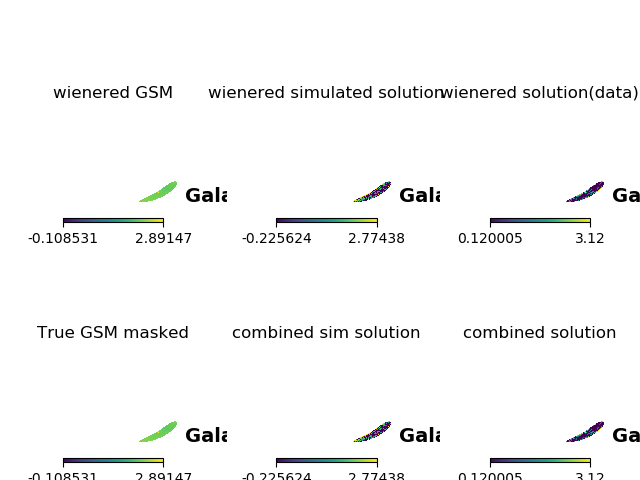 wienered GSM
wienered simulated solution
wienered solution(data)
Gala
Gala
Ga
-0.108531 2.89147
-0.225624 2.77438
0.120005 3.12
True GSM masked
combined sim solution
combined solution
Gala
Gala
Ga
-0.108531 2.89147
-0.225624 2.77438
0.120005 3.12